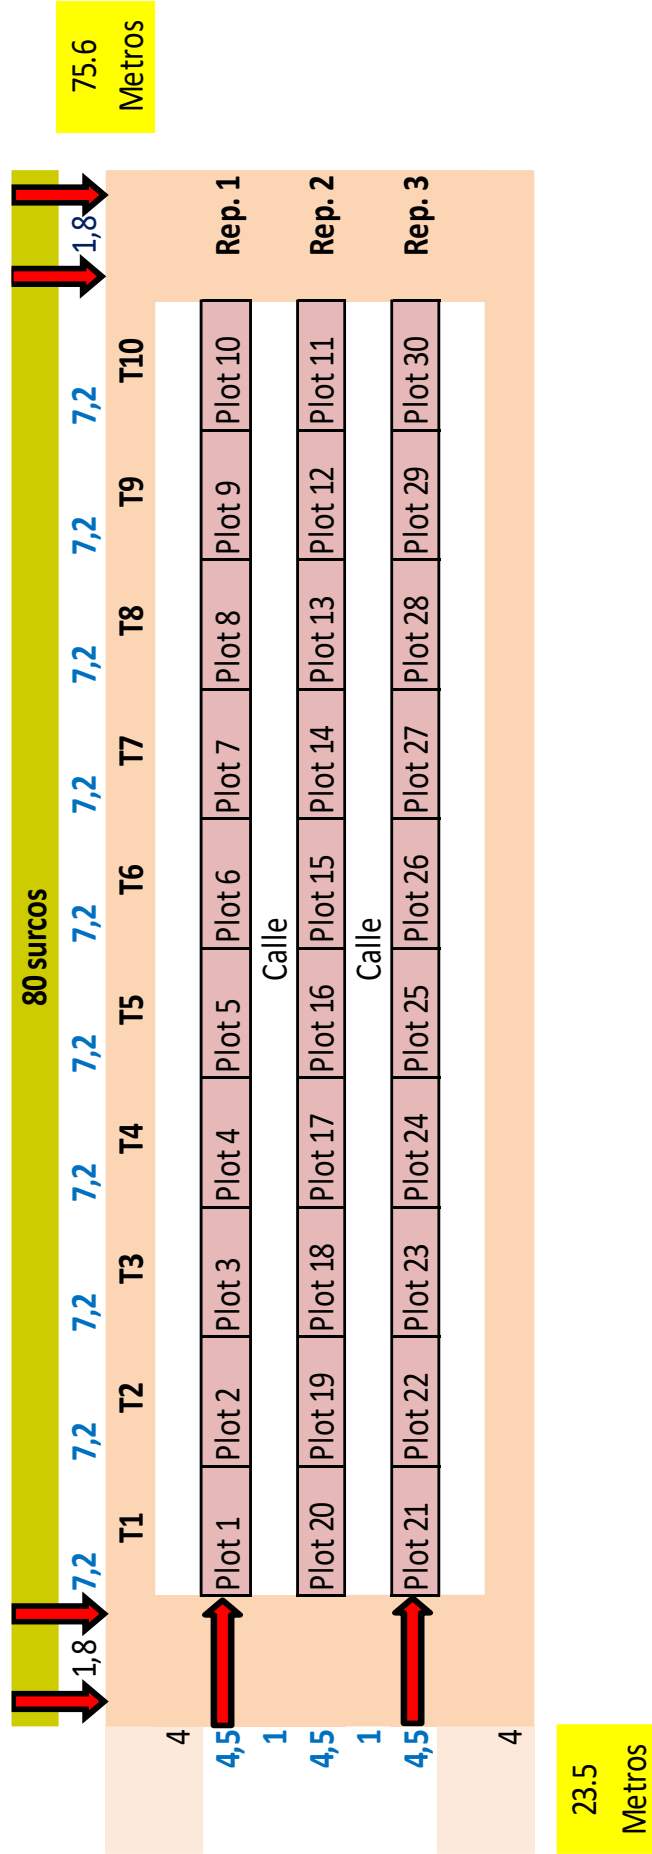 80 surcos
75.6
Metros
1,8
7,2
7,2
7,2
7,2
7,2
7,2
7,2
7,2
7,2
7,2
1,8
T1
T2
T3
T4
T5
T6
T7
T8
T9
T10
4
4,5
Plot 1
Plot 2
Plot 3
Plot 4
Plot 5
Plot 6
Plot 7
Plot 8
Plot 9
Plot 10
Rep. 1
1
Calle
4,5
Plot 20
Plot 19
Plot 18
Plot 17
Plot 16
Plot 15
Plot 14
Plot 13
Plot 12
Plot 11
Rep. 2
1
Calle
4,5
Plot 21
Plot 22
Plot 23
Plot 24
Plot 25
Plot 26
Plot 27
Plot 28
Plot 29
Plot 30
Rep. 3
4
23.5
Metros